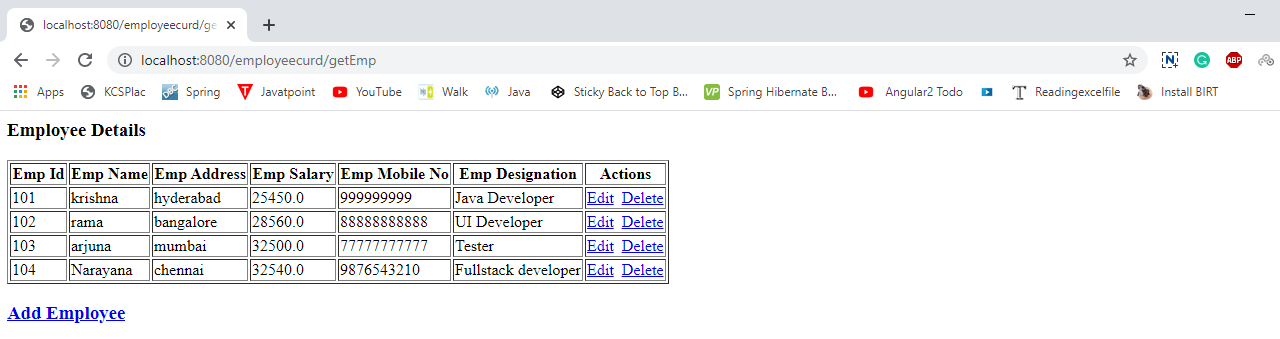 localhost:8080/employeecurd/ge
localhost:8080/employeecurd/getEmp
Apps KCSPlac Spring Javatpoint YouTube Walk Java Sticky Back to Top B... VP Spring Hibernate B... Angular2 Todo Readingexcelfile Install BIRT
Employee Details
Emp Id Emp Name Emp Address Emp Salary Emp Mobile No Emp Designation Actions
101 krishna hyderabad 25450.0 999999999 Java Developer Edit Delete
102 rama bangalore 28560.0 88888888888 UI Developer Edit Delete
103 arjuna mumbai 32500.0 77777777777 Tester Edit Delete
104 Narayana chennai 32540.0 9876543210 Fullstack developer Edit Delete
Add Employee